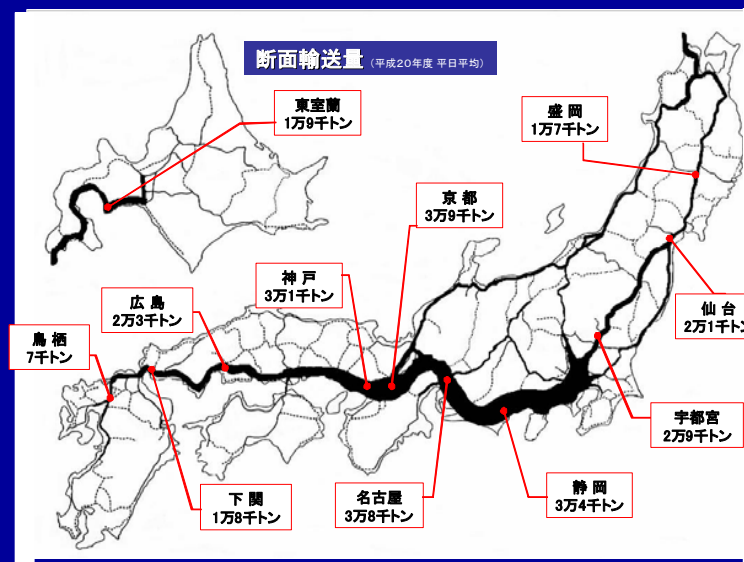 断面輸送量(平成20年度 平日平均)
東室蘭
1万9千トン
盛岡
1万7千トン
京都
3万9千トン
神戸
3万1千トン
広島
2万3千トン
仙台
2万1千トン
鳥栖
7千トン
宇都宮
2万9千トン
下関
1万8千トン
名古屋
3万8千トン
静岡
3万4千トン